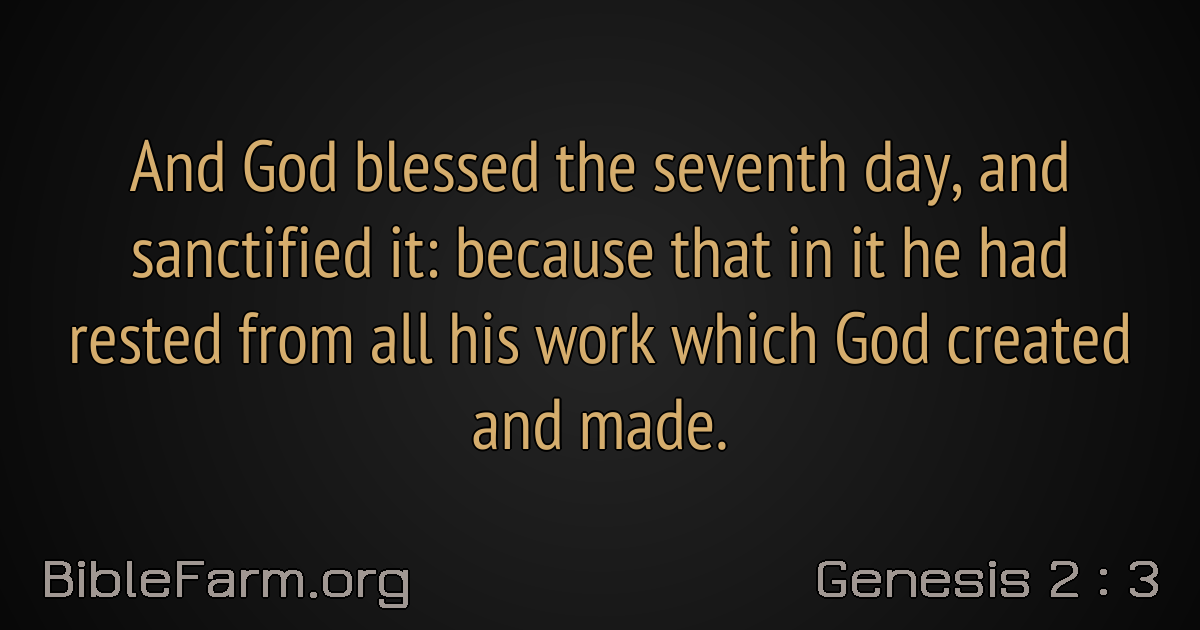 And God blessed the seventh day, and
sanctified it: because that in it he had
rested from all his work which God created
and made.
BibleFarm.org
Genesis 2 : 3